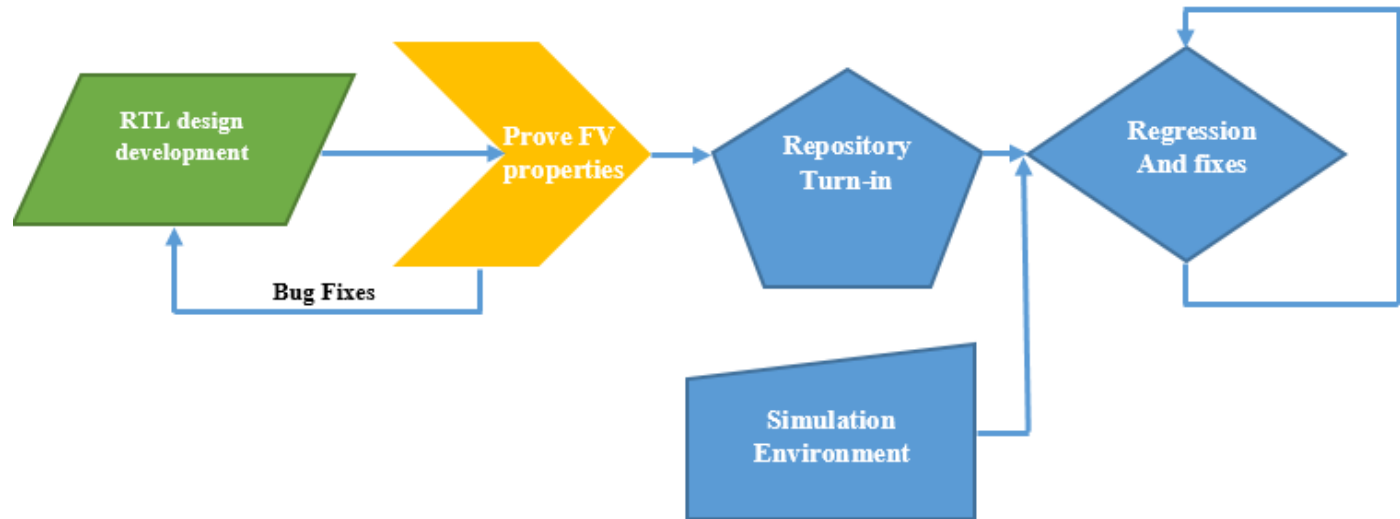 RTL design
development
Prove FV
properties
Repository
Turn-in
Regression
And fixes
Bug Fixes
Simulation
Environment